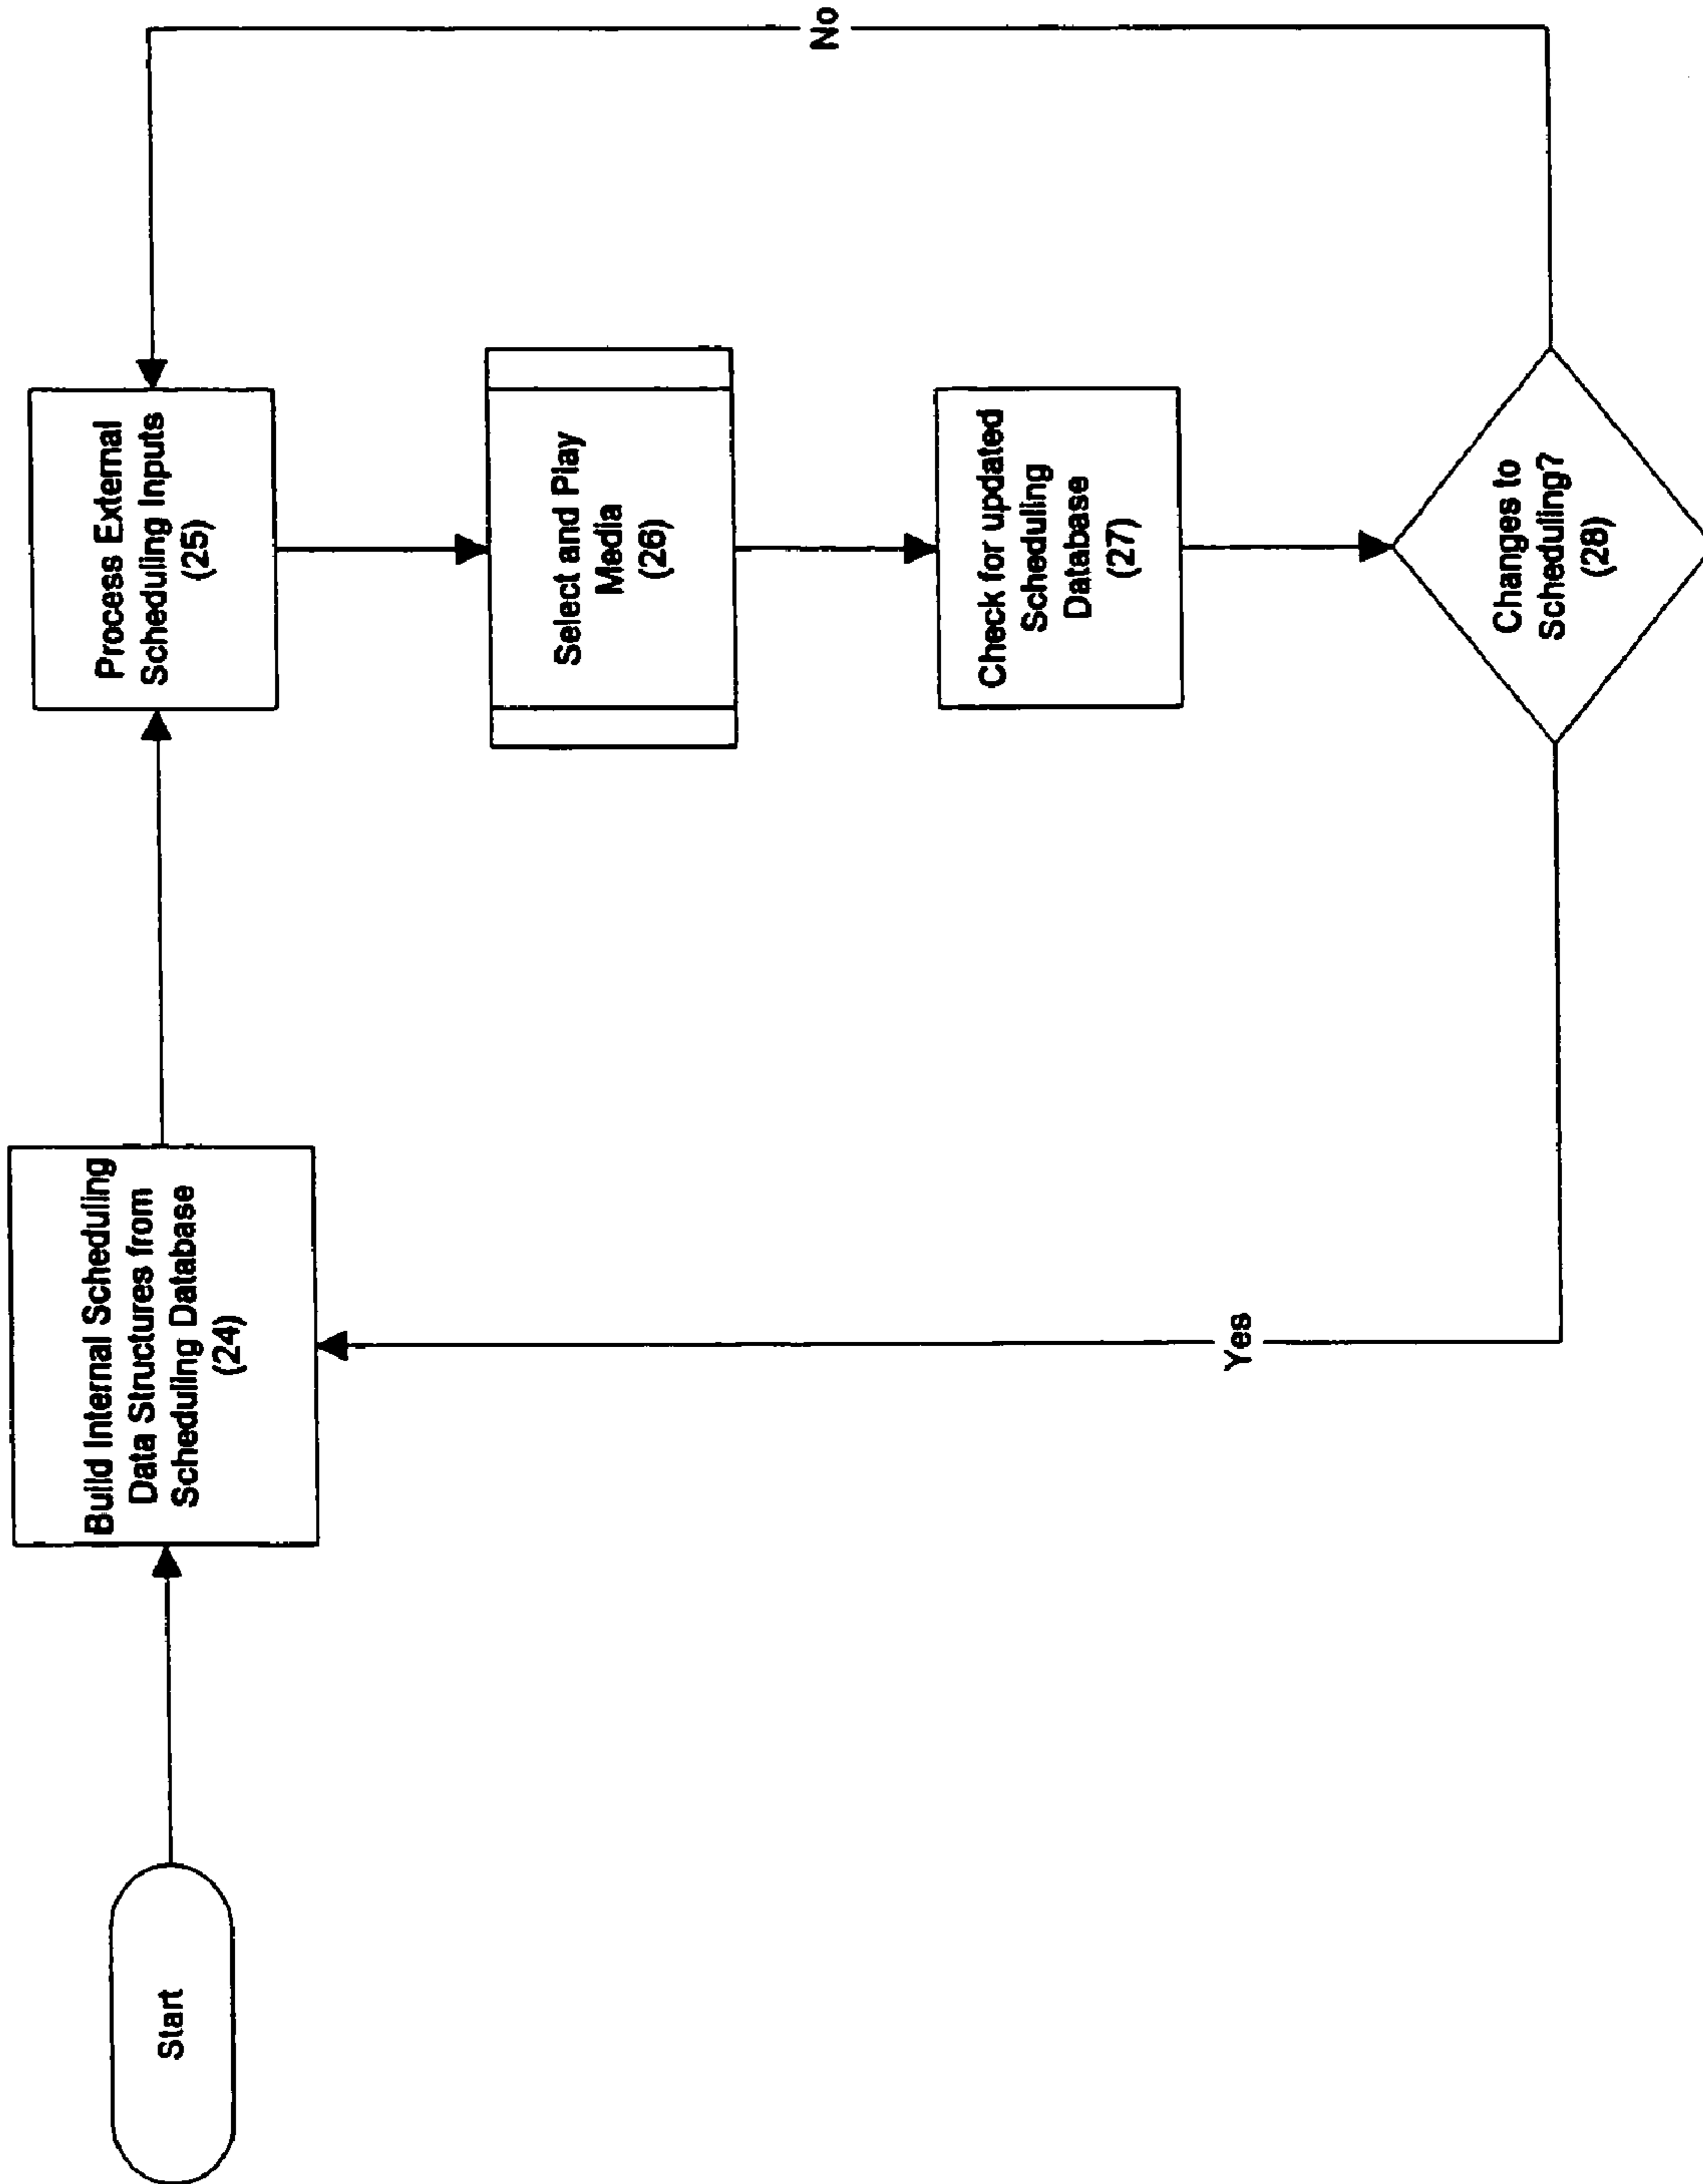 Start
Build Internal Scheduling
Data Structures from
Scheduling Database
(24)
Process External
Scheduling Inputs
(25)
Select and Play
Media
(26)
Check for updated
Scheduling
Database
(27)
Changes to
Scheduling?
(28)
Yes
No